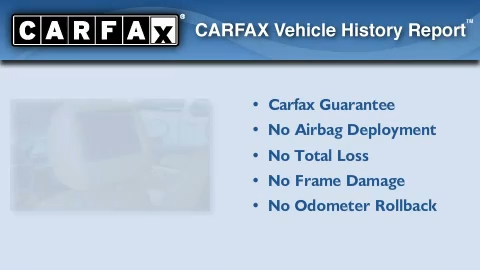 CARFAX® CARFAX Vehicle History Report™
• Carfax Guarantee
• No Airbag Deployment
• No Total Loss
• No Frame Damage
• No Odometer Rollback